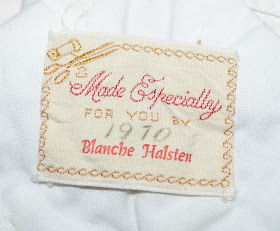 Made Especially
FOR YOU BY
1970
Blanche Halsten